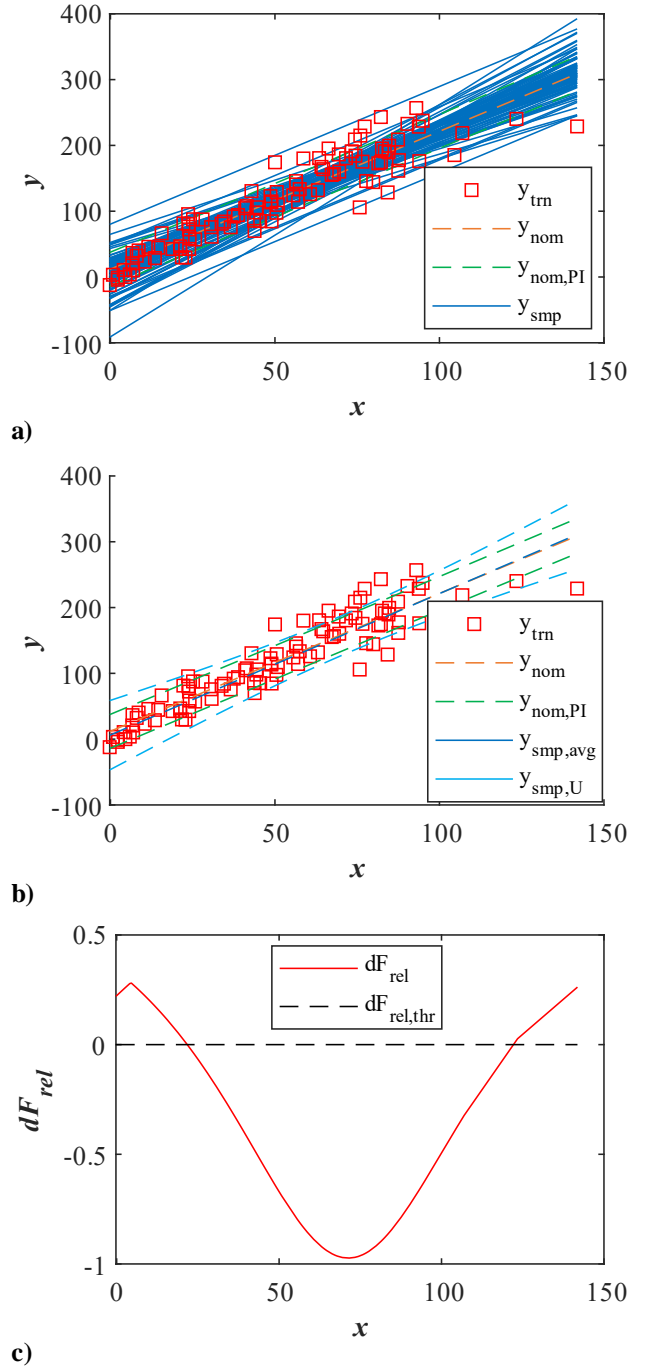 400
300
200
100
0
-100
y
0 50 100 150
x
y_trn
y_nom
y_nom,PI
y_smp
a)
400
300
200
100
0
-100
y
0 50 100 150
x
y_trn
y_nom
y_nom,PI
y_smp,avg
y_smp,U
b)
0.5
0
-0.5
-1
dF_rel
0 50 100 150
x
dF_rel
dF_rel,thr
c)